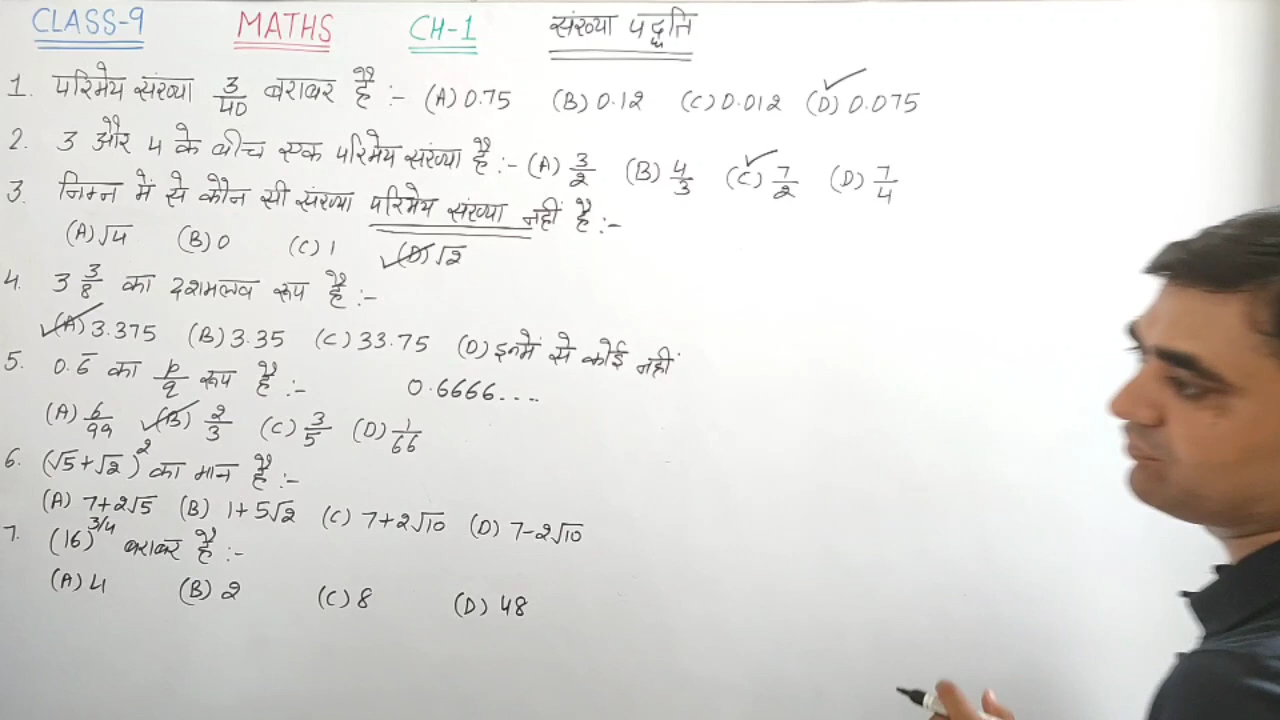 CLASS-9 MATHS CH-1 संख्या पद्धति
1. परिमेय संख्या 3/40 बराबर है :- (A) 0.75 (B) 0.12 (C) 0.012 (D) 0.075
2. 3 और 4 के बीच एक परिमेय संख्या है :- (A) 3/2 (B) 4/3 (C) 7/2 (D) 7/4
3. निम्न में से कौन सी संख्या परिमेय संख्या नहीं है :-
(A) √4 (B) 0 (C) 1 (D) √2
4. 3 3/8 का दशमलव रूप है :-
(A) 3.375 (B) 3.35 (C) 33.75 (D) इनमें से कोई नहीं
5. 0.6̅ का p/q रूप है :- 0.6666....
(A) 6/99 (B) 2/3 (C) 3/5 (D) 1/66
6. (√5+√2)² का मान है :-
(A) 7+2√5 (B) 1+5√2 (C) 7+2√10 (D) 7-2√10
7. (16)^3/4 बराबर है :-
(A) 4 (B) 2 (C) 8 (D) 48